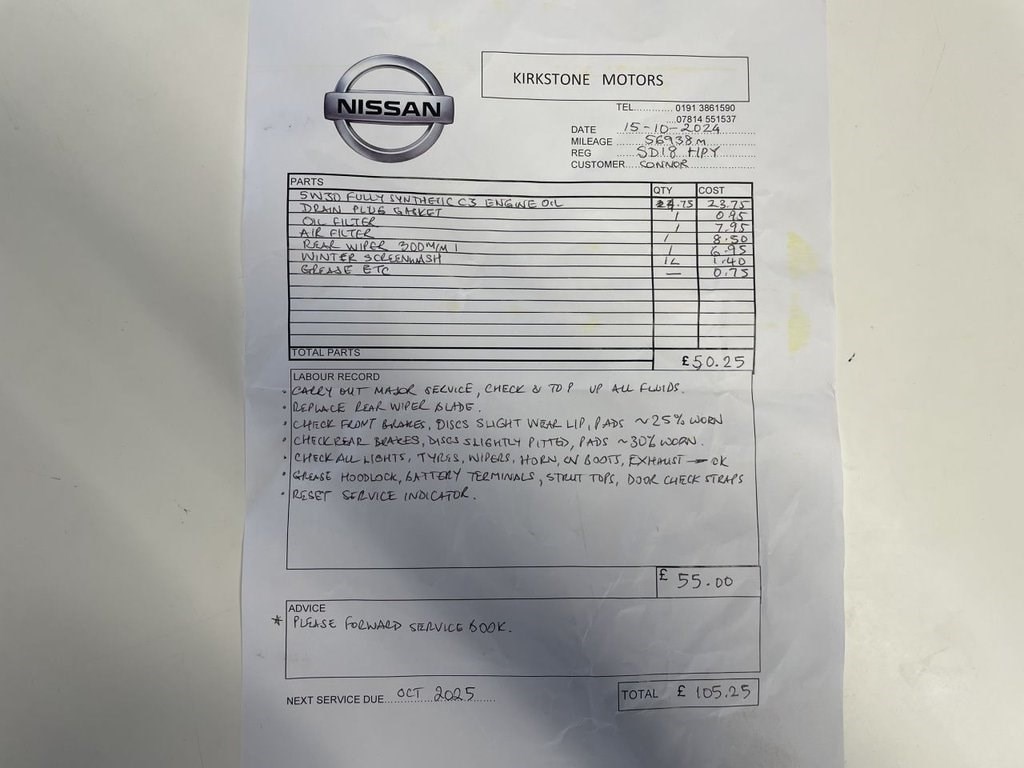 NISSAN
KIRKSTONE MOTORS
TEL............ 0191 3861590
...07814 551537
DATE 15-10-2024
MILEAGE 56938m
REG SD18 HPY
CUSTOMER.... CONNOR
PARTS QTY COST
5W30 FULLY SYNTHETIC C3 ENGINE OIL 4.75 23.75
DRAIN PLUG GASKET 1 0.95
OIL FILTER 1 7.95
AIR FILTER 1 8.50
REAR WIPER 300M/M 1 6.95
WINTER SCREENWASH 1L 1.40
GREASE ETC — 0.75
TOTAL PARTS £50.25
LABOUR RECORD
• CARRY OUT MAJOR SERVICE, CHECK & TOP UP ALL FLUIDS.
• REPLACE REAR WIPER BLADE.
• CHECK FRONT BRAKES, DISCS SLIGHT WEAR LIP, PADS ~25% WORN
• CHECK REAR BRAKES, DISCS SLIGHTLY PITTED, PADS ~30% WORN.
• CHECK ALL LIGHTS, TYRES, WIPERS, HORN, CV BOOTS, EXHAUST — OK
• GREASE HOODLOCK, BATTERY TERMINALS, STRUT TOPS, DOOR CHECK STRAPS
• RESET SERVICE INDICATOR.
£ 55.00
ADVICE
* PLEASE FORWARD SERVICE BOOK.
NEXT SERVICE DUE.... OCT 2025......
TOTAL £ 105.25